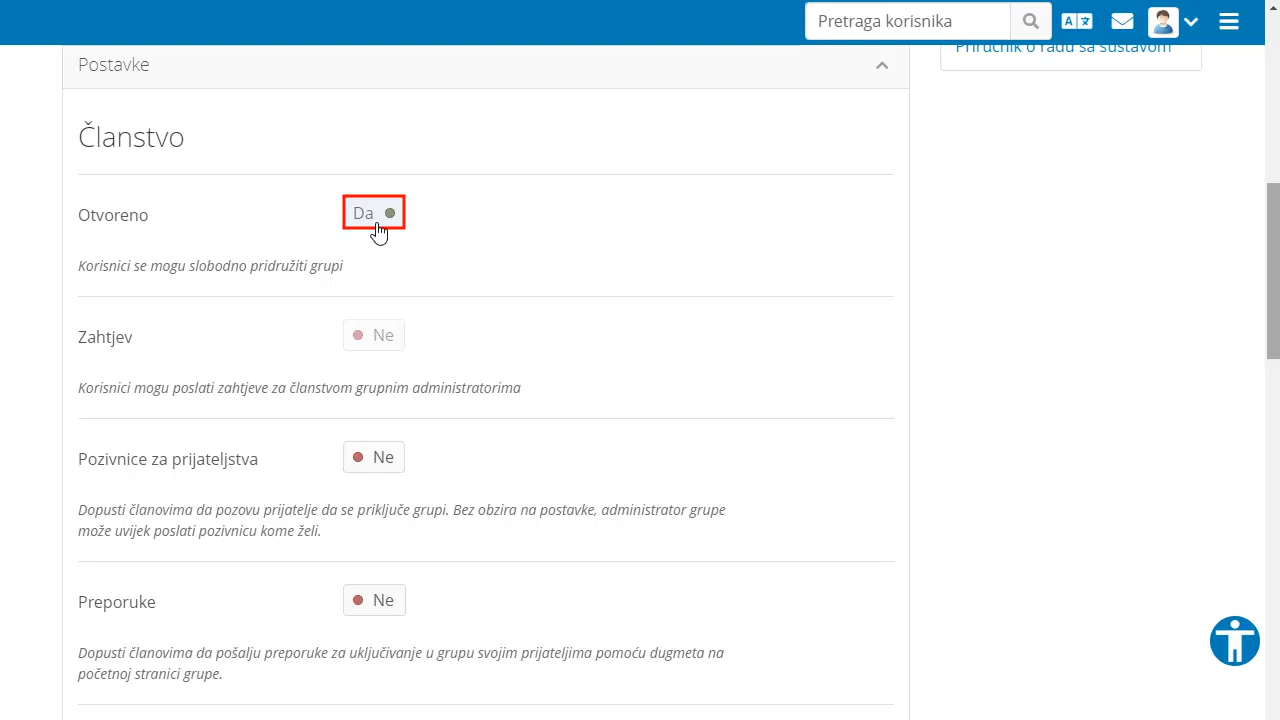 Pretraga korisnika
Priručnik o radu sa sustavom
Postavke
Članstvo
Otvoreno
Da
Korisnici se mogu slobodno pridružiti grupi
Zahtjev
Ne
Korisnici mogu poslati zahtjeve za članstvom grupnim administratorima
Pozivnice za prijateljstva
Ne
Dopusti članovima da pozovu prijatelje da se priključe grupi. Bez obzira na postavke, administrator grupe
može uvijek poslati pozivnicu kome želi.
Preporuke
Ne
Dopusti članovima da pošalju preporuke za uključivanje u grupu svojim prijateljima pomoću dugmeta na
početnoj stranici grupe.